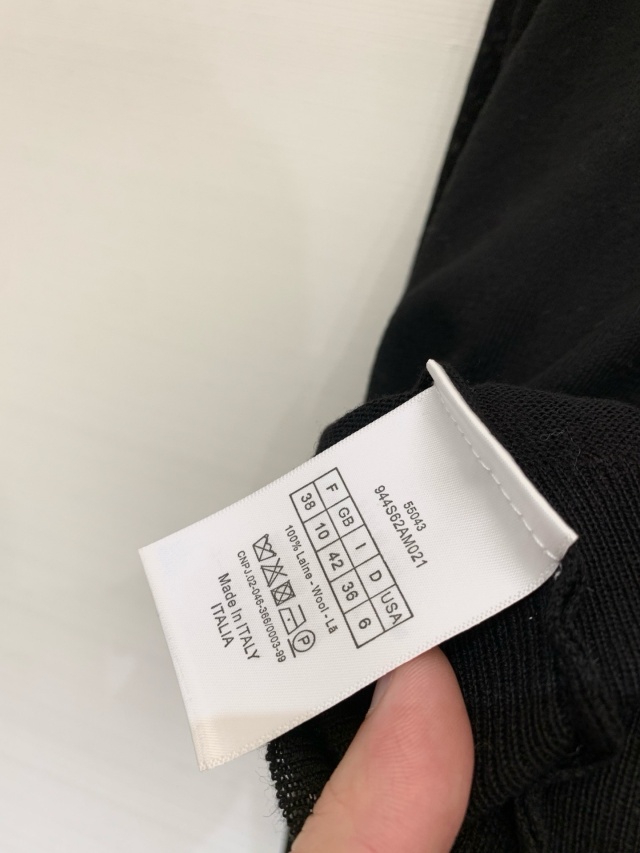 55043
944S62AM021
F GB I D USA
38 10 42 36 6
100% Laine - Wool - Lã
P
CNPJ.02-046-366/0003-99
Made In ITALY
ITALIA